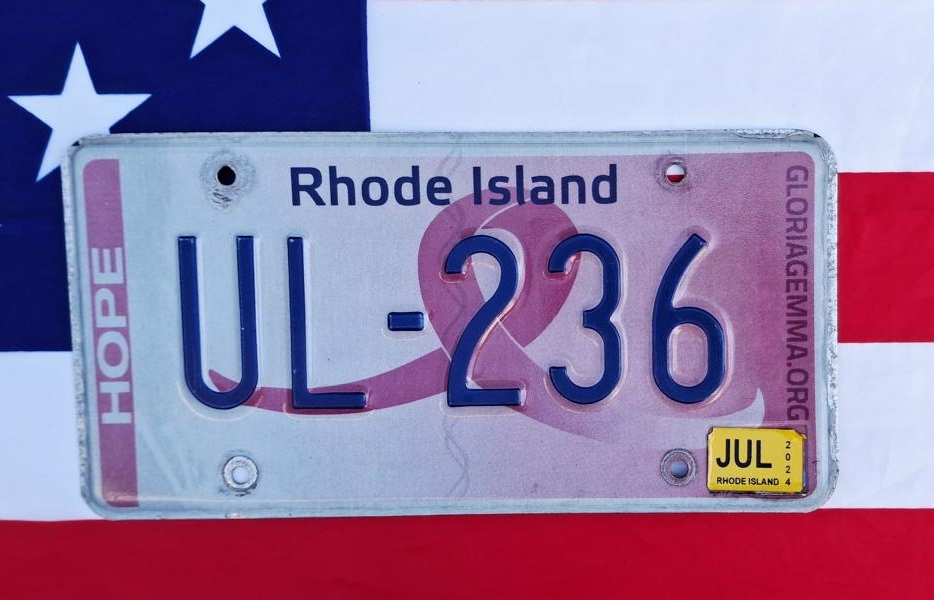 Rhode Island
HOPE
UL-236
GLORIAGEMMA.ORG
JUL
2024
RHODE ISLAND